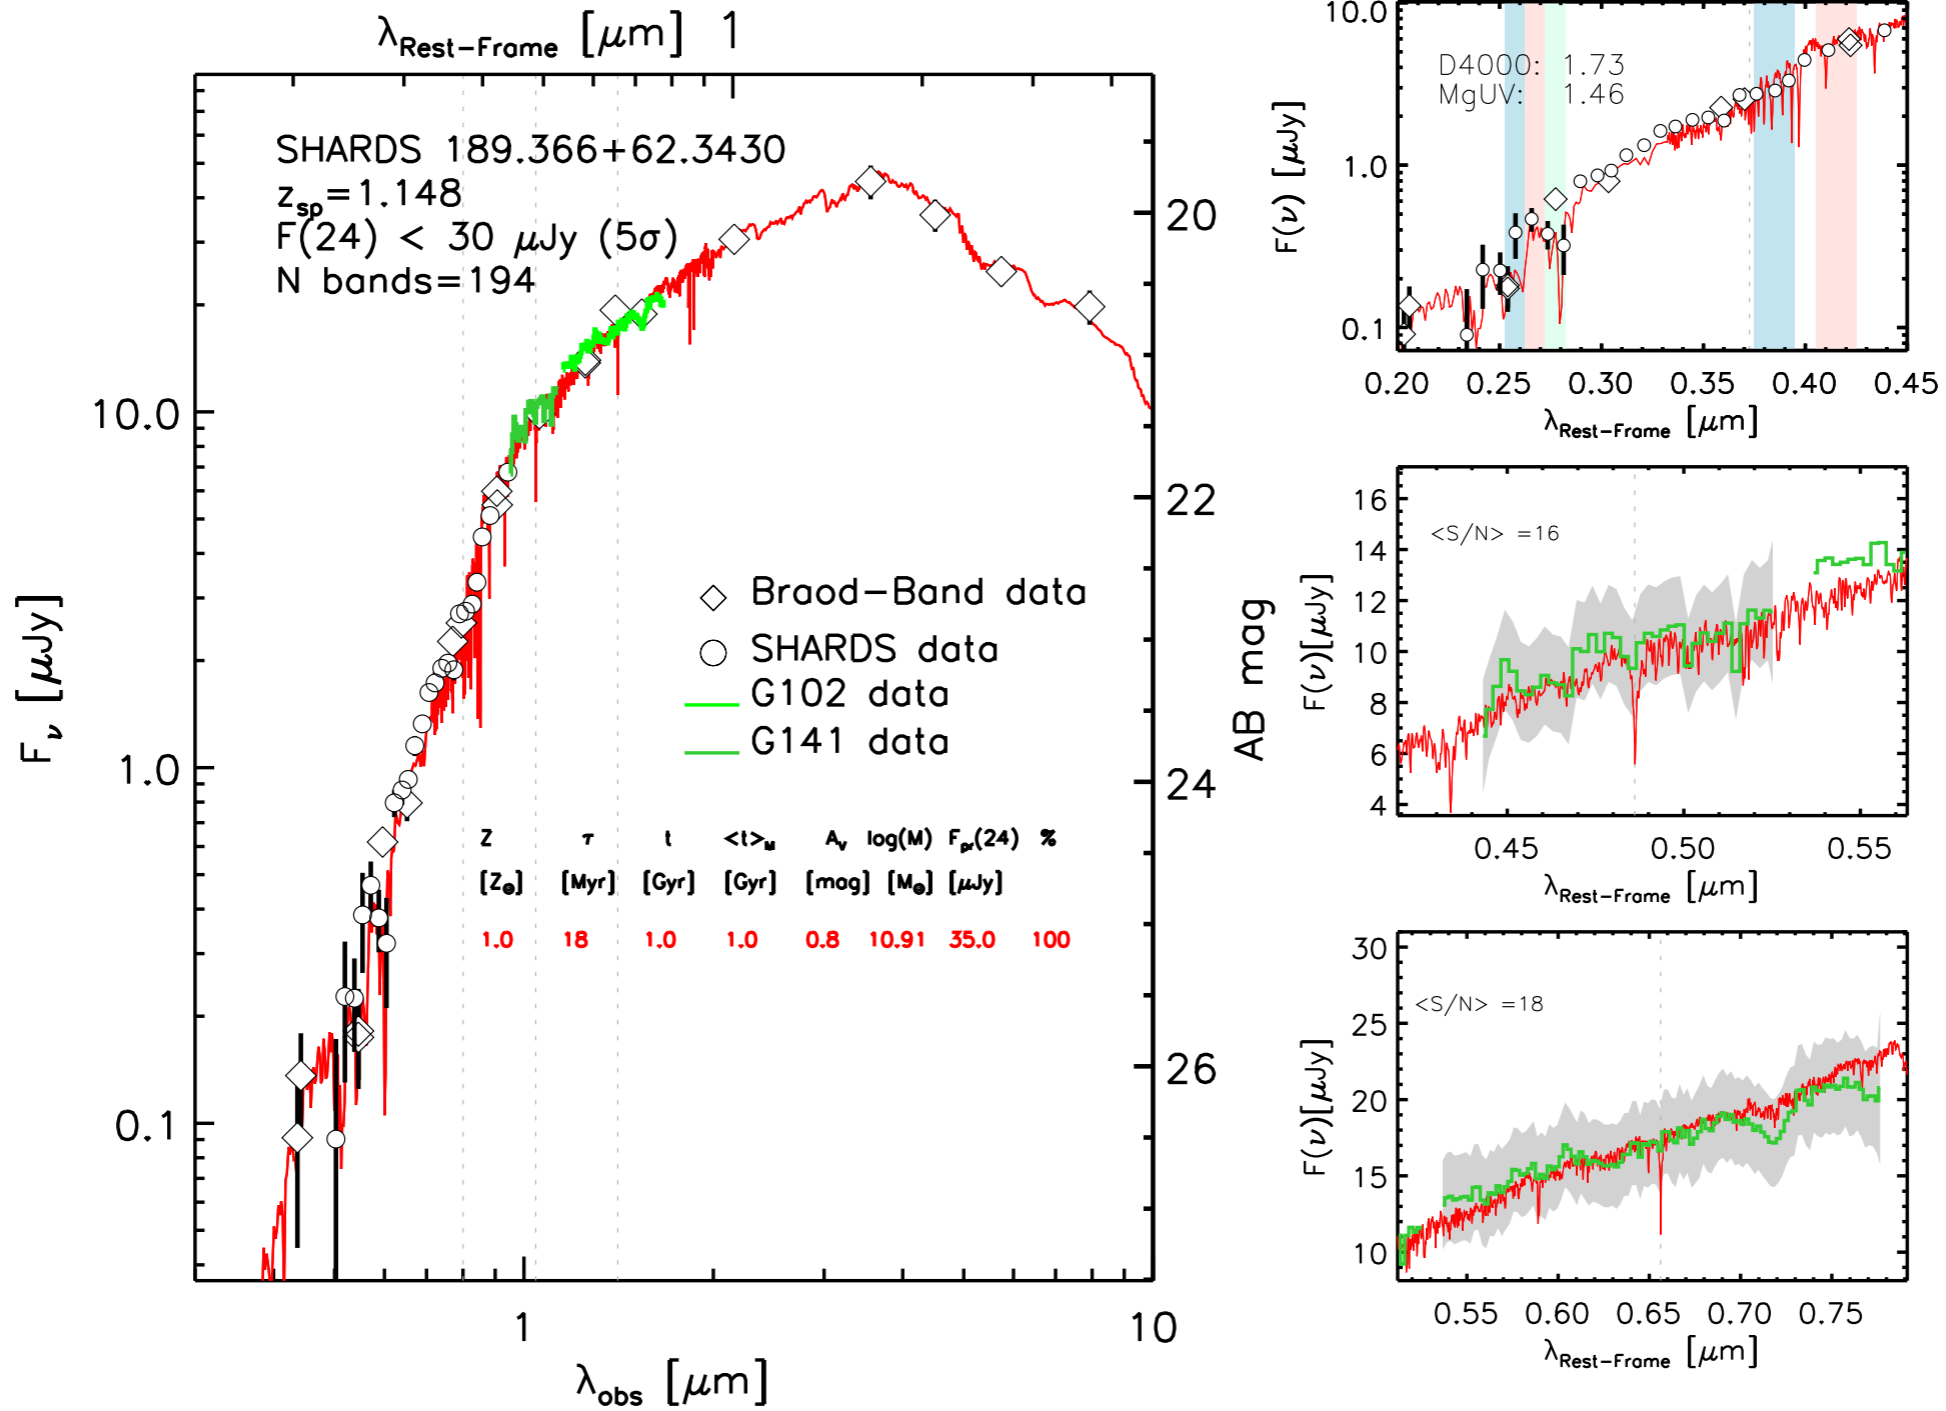 λRest-Frame [μm] 1
SHARDS 189.366+62.3430
zsp=1.148
F(24) < 30 μJy (5σ)
N bands=194
Braod-Band data
SHARDS data
G102 data
G141 data
Z τ t <t>M AV log(M) Fpr(24) %
[Z⊙] [Myr] [Gyr] [Gyr] [mag] [M⊙] [μJy]
1.0 18 1.0 1.0 0.8 10.91 35.0 100
10.0
1.0
0.1
Fν [μJy]
1 10
λobs [μm]
20
22
24
26
AB mag
D4000: 1.73
MgUV: 1.46
10.0
1.0
0.1
F(ν) [μJy]
0.20 0.25 0.30 0.35 0.40 0.45
λRest-Frame [μm]
<S/N> =16
16
14
12
10
8
6
4
F(ν)[μJy]
0.45 0.50 0.55
λRest-Frame [μm]
<S/N> =18
30
25
20
15
10
F(ν)[μJy]
0.55 0.60 0.65 0.70 0.75
λRest-Frame [μm]